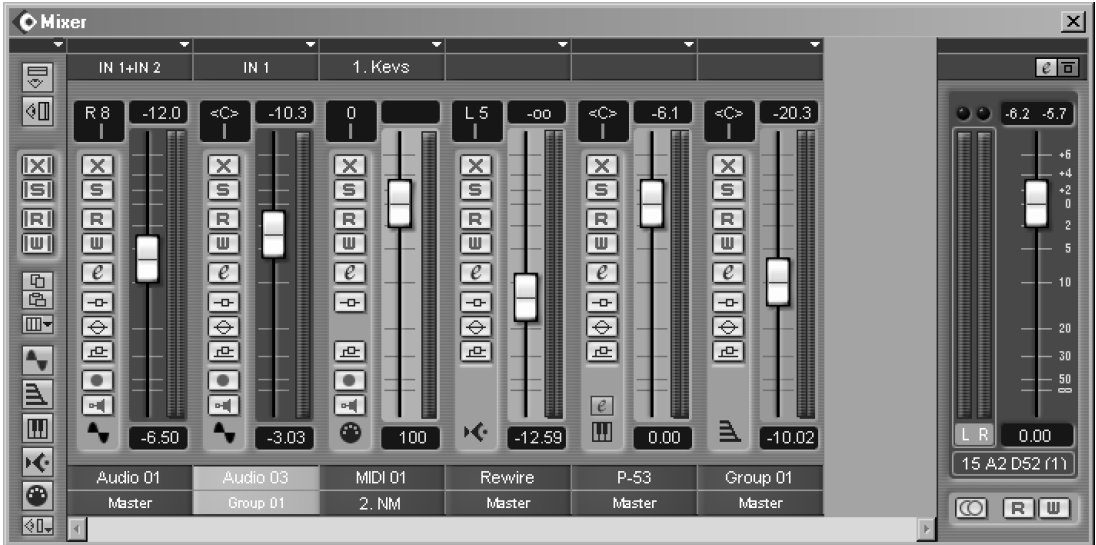 Mixer
IN 1+IN 2 IN 1 1. Keys
R 8 -12.0 <C> -10.3 0 L 5 -oo <C> -6.1 <C> -20.3 -6.2 -5.7
X X X X X X X
S S S S S S S
R R R R R R R
W W W W W W W
e e e e e e
e
e
+6
+4
+2
0
2
5
10
20
30
50
∞
L R
-6.50 -3.03 100 -12.59 0.00 -10.02 0.00
Audio 01 Audio 03 MIDI 01 Rewire P-53 Group 01 15 A2 D52 (1)
Master Group 01 2. NM Master Master Master
R W